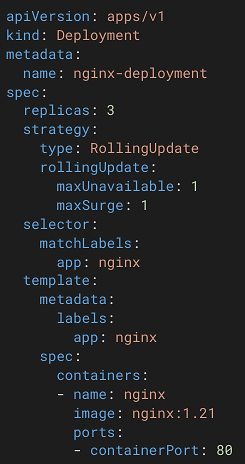 apiVersion: apps/v1
kind: Deployment
metadata:
  name: nginx-deployment
spec:
  replicas: 3
  strategy:
    type: RollingUpdate
    rollingUpdate:
      maxUnavailable: 1
      maxSurge: 1
  selector:
    matchLabels:
      app: nginx
  template:
    metadata:
      labels:
        app: nginx
    spec:
      containers:
      - name: nginx
        image: nginx:1.21
        ports:
        - containerPort: 80